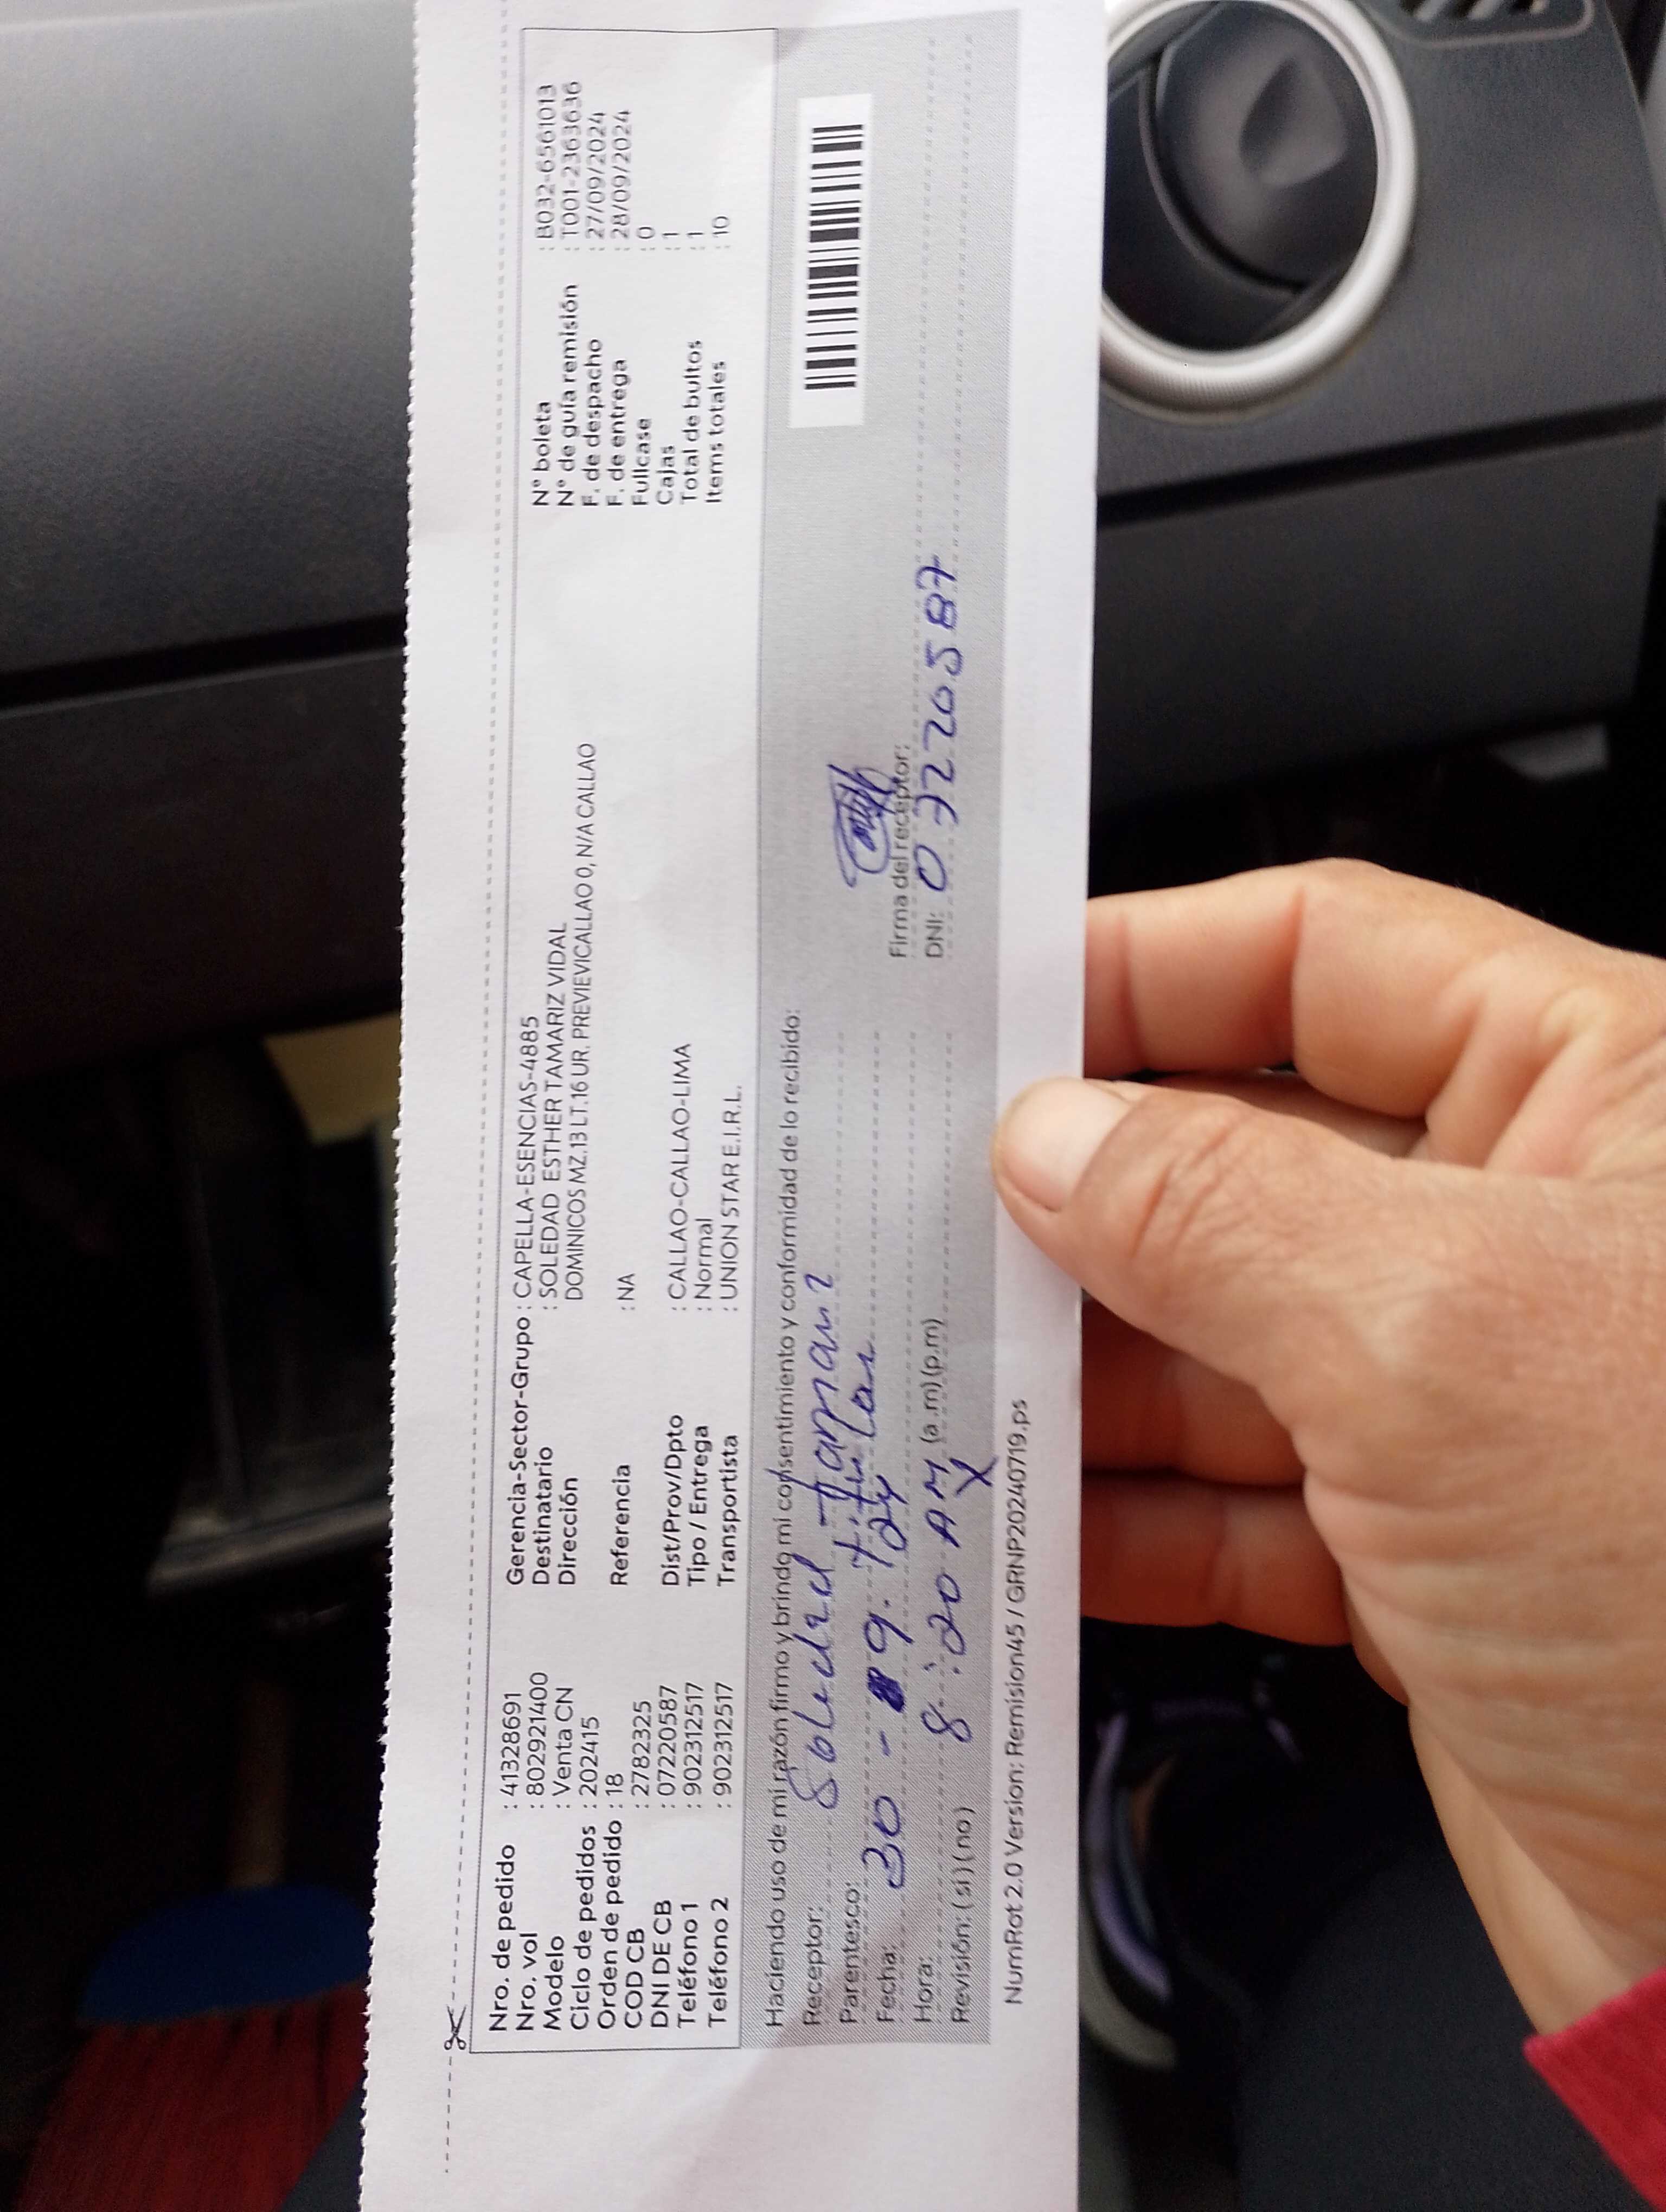 Nro. de pedido : 41328691
Nro. vol : 8029921400
Modelo : Venta CN
Ciclo de pedidos : 202415
Orden de pedido : 18
COD CB : 2782325
DNI DE CB : 07220587
Teléfono 1 : 902312517
Teléfono 2 : 902312517
Gerencia-Sector-Grupo : CAPELLA-ESENCIAS-4885
Destinatario : SOLEDAD ESTHER TAMARIZ VIDAL
Dirección DOMINICOS MZ.13 LT.16 UR. PREVIEVICALLAO 0, N/A CALLAO
Referencia : NA
Dist/Prov/Dpto : CALLAO-CALLAO-LIMA
Tipo / Entrega : Normal
Transportista : UNION STAR E.I.R.L.
N° boleta : B032-6561013
N° de guía remisión : T001-2363636
F. de despacho : 27/09/2024
F. de entrega : 28/09/2024
Fullcase : 0
Cajas : 1
Total de bultos : 1
Items totales : 10
Haciendo uso de mi razón firmo y brindo mi consentimiento y conformidad de lo recibido:
Receptor: Soledad Tamariz
Parentesco: Titular
Fecha: 30 - 9. 24
Hora: 8:20 AM (a.m) (p.m)
Revisión: (si) (no) X
Firma del receptor:
DNI: 07220587
NumRot 2.0 Version: Remision45 / GRNP20240719.ps